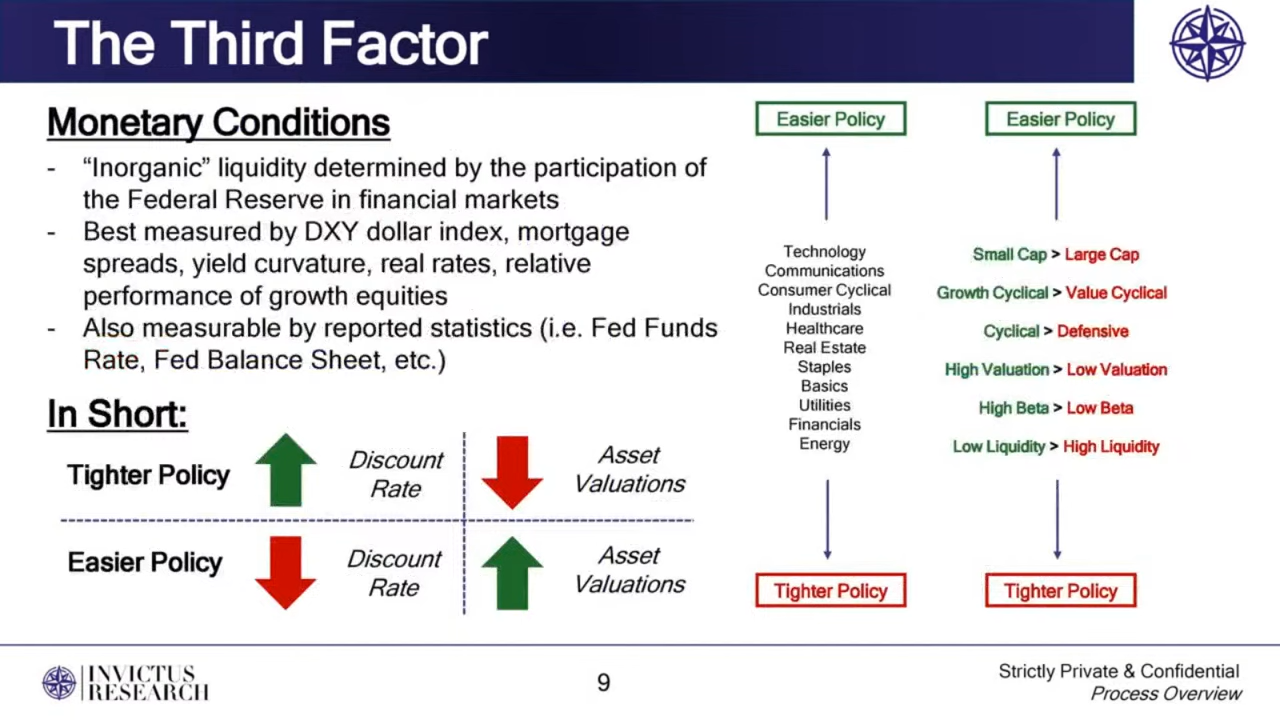 The Third Factor
Monetary Conditions
- “Inorganic” liquidity determined by the participation of
the Federal Reserve in financial markets
- Best measured by DXY dollar index, mortgage
spreads, yield curvature, real rates, relative
performance of growth equities
- Also measurable by reported statistics (i.e. Fed Funds
Rate, Fed Balance Sheet, etc.)
In Short:
Tighter Policy
Discount
Rate
Asset
Valuations
Easier Policy
Discount
Rate
Asset
Valuations
Easier Policy
Technology
Communications
Consumer Cyclical
Industrials
Healthcare
Real Estate
Staples
Basics
Utilities
Financials
Energy
Tighter Policy
Easier Policy
Small Cap > Large Cap
Growth Cyclical > Value Cyclical
Cyclical > Defensive
High Valuation > Low Valuation
High Beta > Low Beta
Low Liquidity > High Liquidity
Tighter Policy
INVICTUS
RESEARCH
9
Strictly Private & Confidential
Process Overview